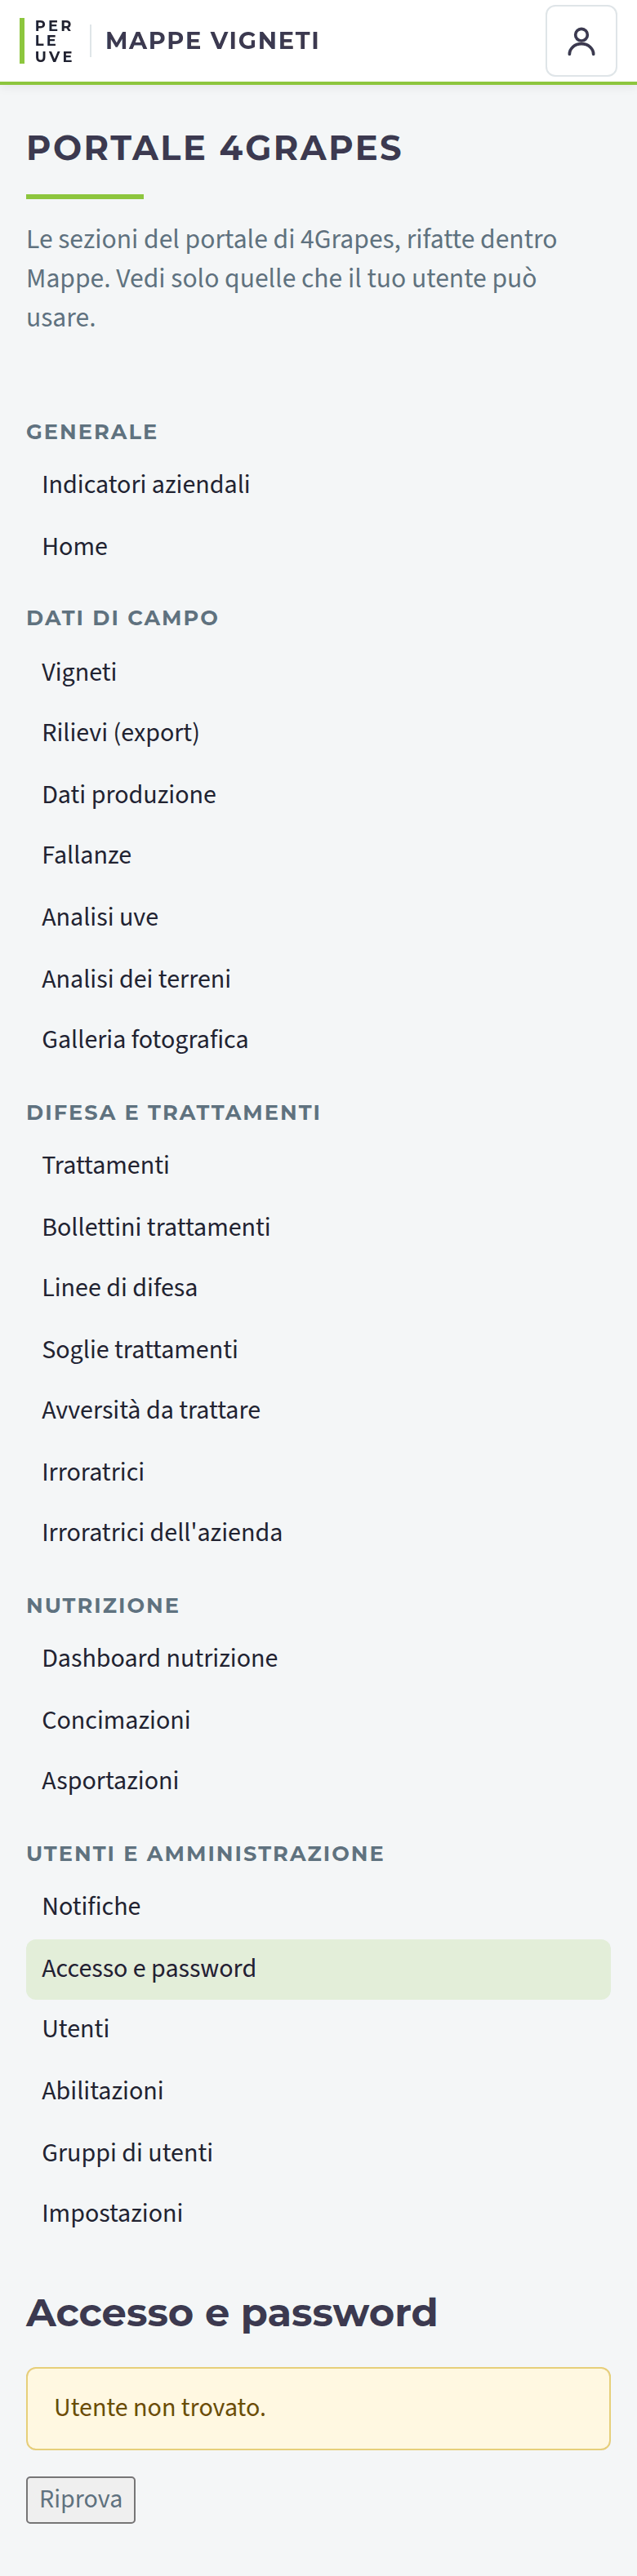 PER
LE
UVE
MAPPE VIGNETI
PORTALE 4GRAPES
Le sezioni del portale di 4Grapes, rifatte dentro
Mappe. Vedi solo quelle che il tuo utente può
usare.
GENERALE
Indicatori aziendali
Home
DATI DI CAMPO
Vigneti
Rilievi (export)
Dati produzione
Fallanze
Analisi uve
Analisi dei terreni
Galleria fotografica
DIFESA E TRATTAMENTI
Trattamenti
Bollettini trattamenti
Linee di difesa
Soglie trattamenti
Avversità da trattare
Irroratrici
Irroratrici dell'azienda
NUTRIZIONE
Dashboard nutrizione
Concimazioni
Asportazioni
UTENTI E AMMINISTRAZIONE
Notifiche
Accesso e password
Utenti
Abilitazioni
Gruppi di utenti
Impostazioni
Accesso e password
Utente non trovato.
Riprova